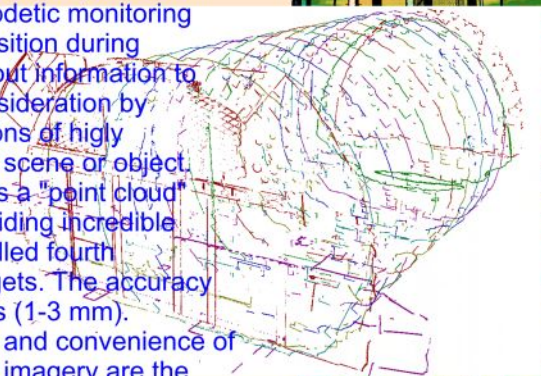 odetic monitoring
sition during
out information to
sideration by
ons of higly
scene or object.
s a "point cloud"
iding incredible
lled fourth
gets. The accuracy
s (1-3 mm).
and convenience of
imagery are the